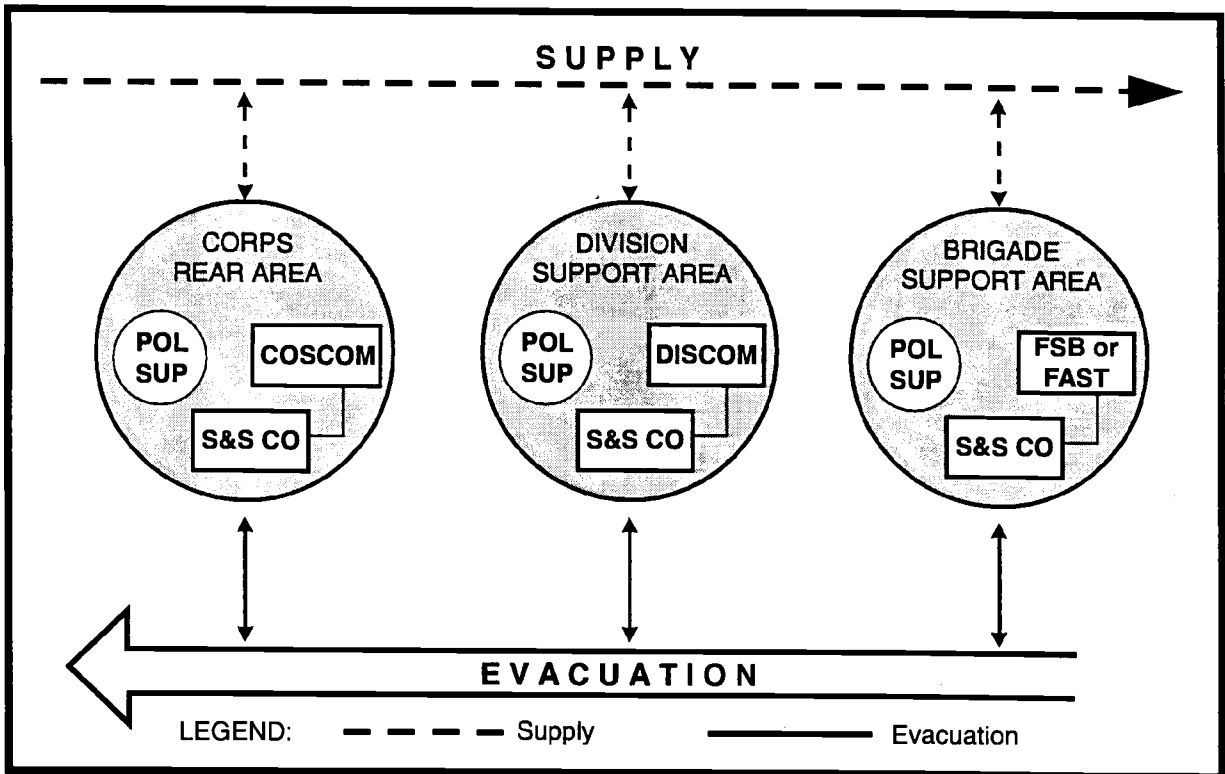 SUPPLY
CORPS
REAR AREA
POL
SUP
COSCOM
S&S CO
DIVISION
SUPPORT AREA
POL
SUP
DISCOM
S&S CO
BRIGADE
SUPPORT AREA
POL
SUP
FSB or
FAST
S&S CO
EVACUATION
LEGEND: Supply Evacuation